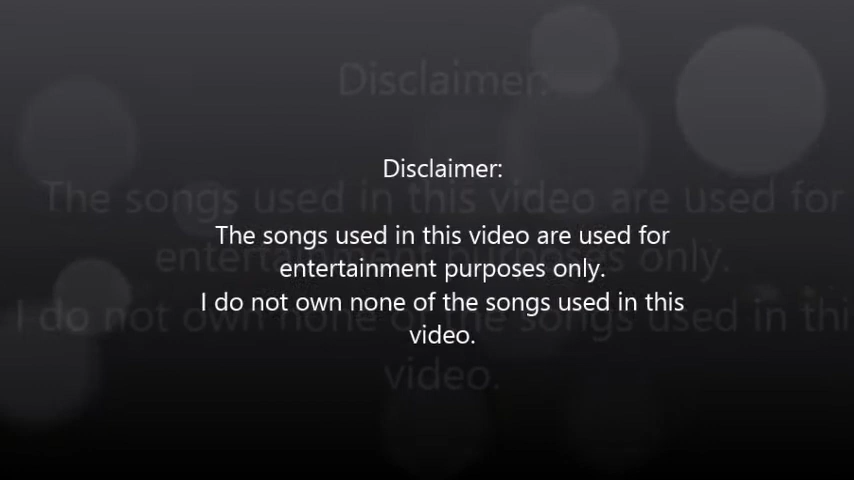 Disclaimer:
The songs used in this video are used for
entertainment purposes only.
I do not own none of the songs used in this
video.